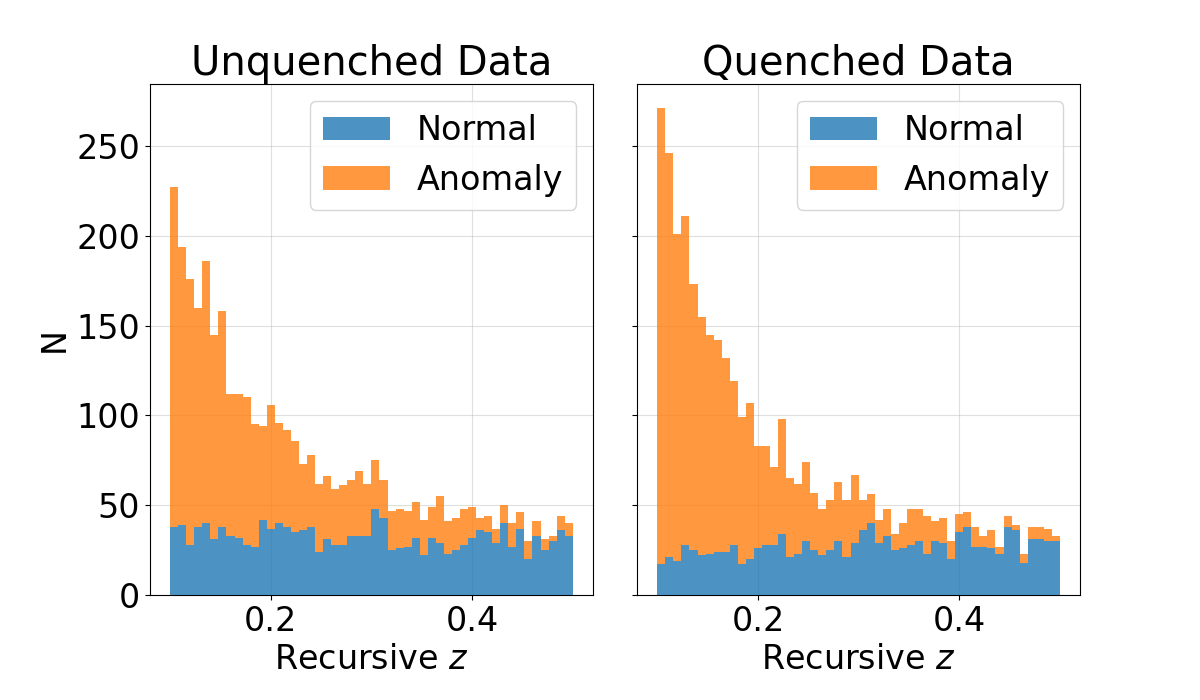 Unquenched Data
Quenched Data
Normal
Anomaly
Normal
Anomaly
N
250
200
150
100
50
0
0.2
0.4
0.2
0.4
Recursive z
Recursive z